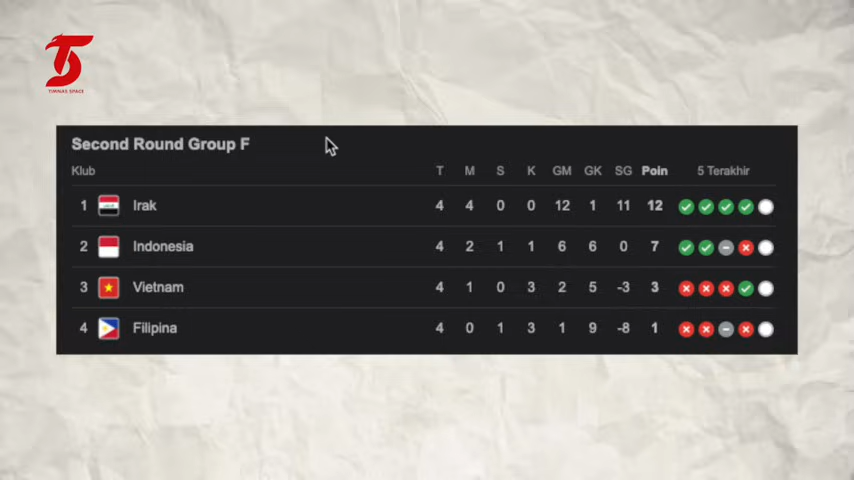 TIMNAS SPACE
Second Round Group F
Klub T M S K GM GK SG Poin 5 Terakhir
1 Irak 4 4 0 0 12 1 11 12
2 Indonesia 4 2 1 1 6 6 0 7
3 Vietnam 4 1 0 3 2 5 -3 3
4 Filipina 4 0 1 3 1 9 -8 1